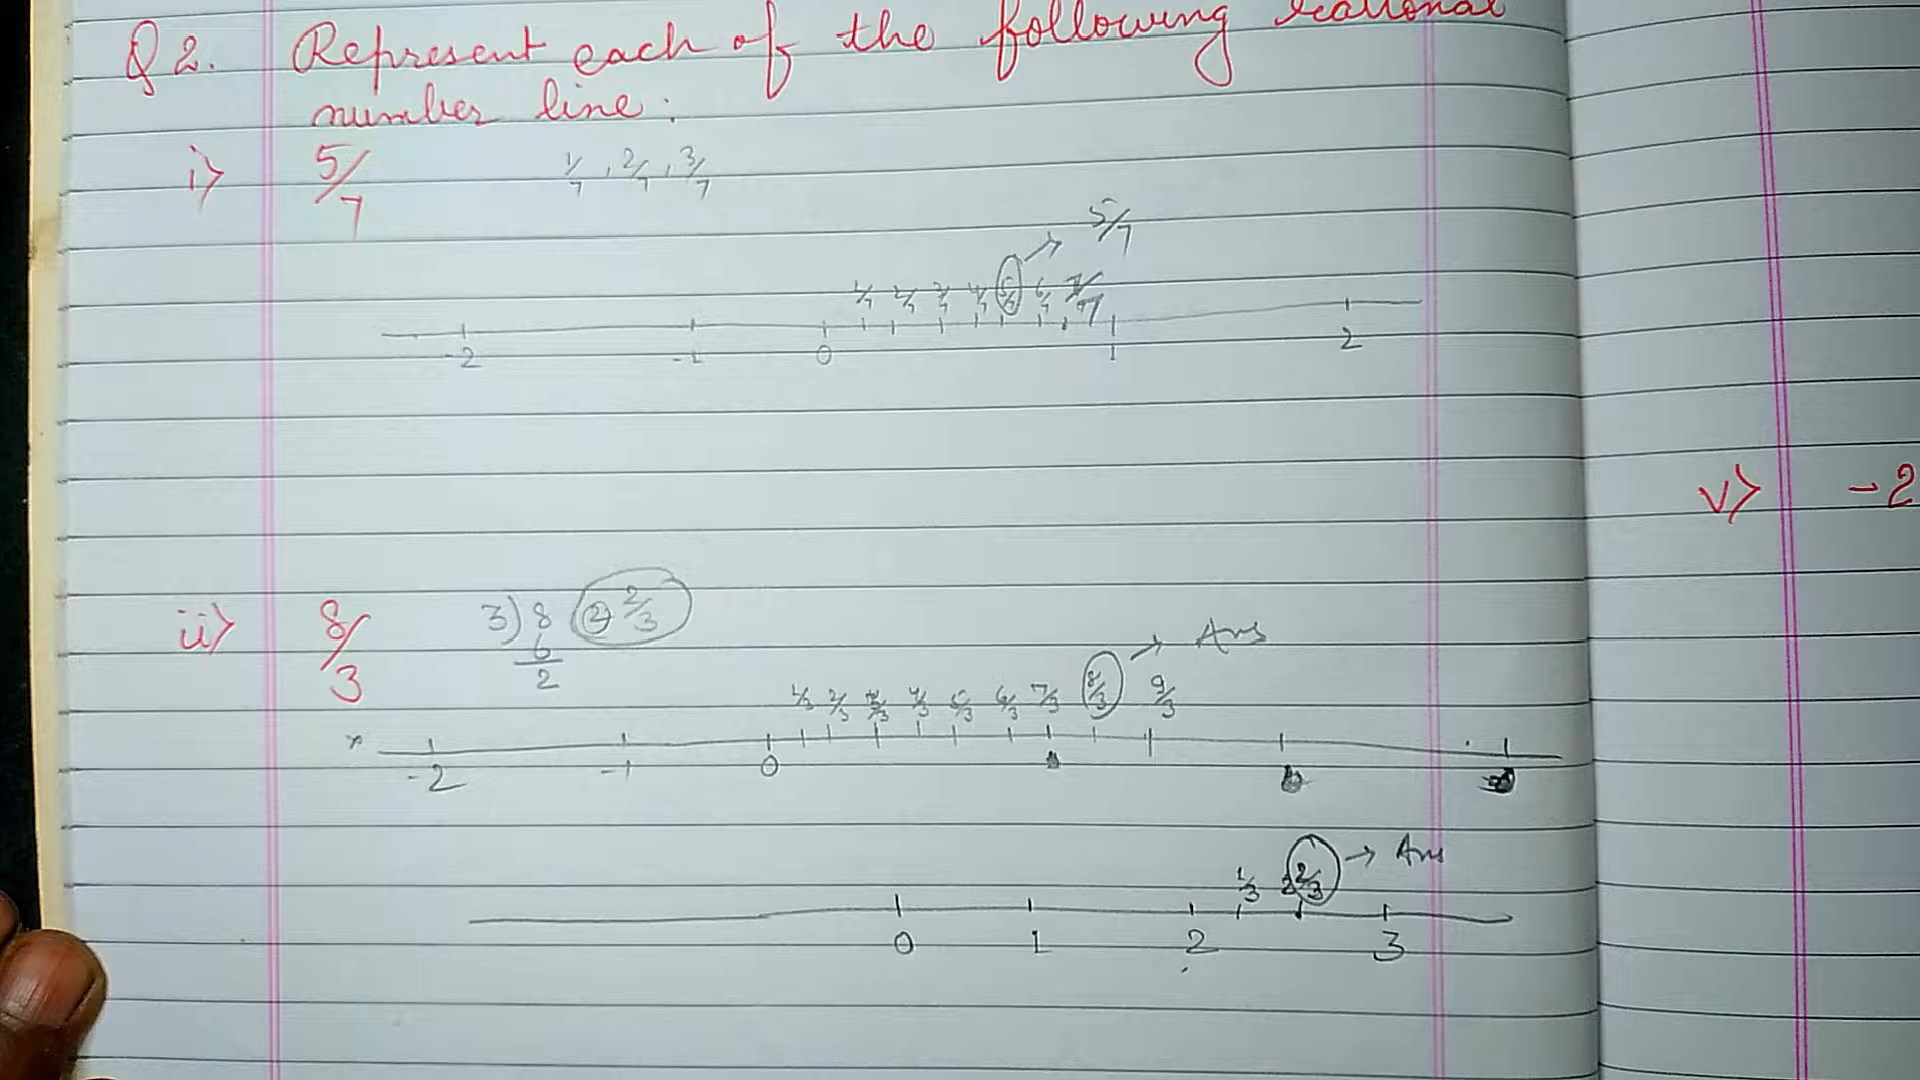 Q 2. Represent each of the following rational
number line:
i> 5/7 1/7, 2/7, 3/7
5/7
1/7 2/7 3/7 4/7 5/7 6/7 7/7
-2 -1 0 1 2
v> -2
ii> 8/3 3)8 (2 2/3
6
2
Ans
1/3 2/3 3/3 4/3 5/3 6/3 7/3 8/3 9/3
-2 -1 0
1/3 2 2/3 → Ans
0 1 2 3